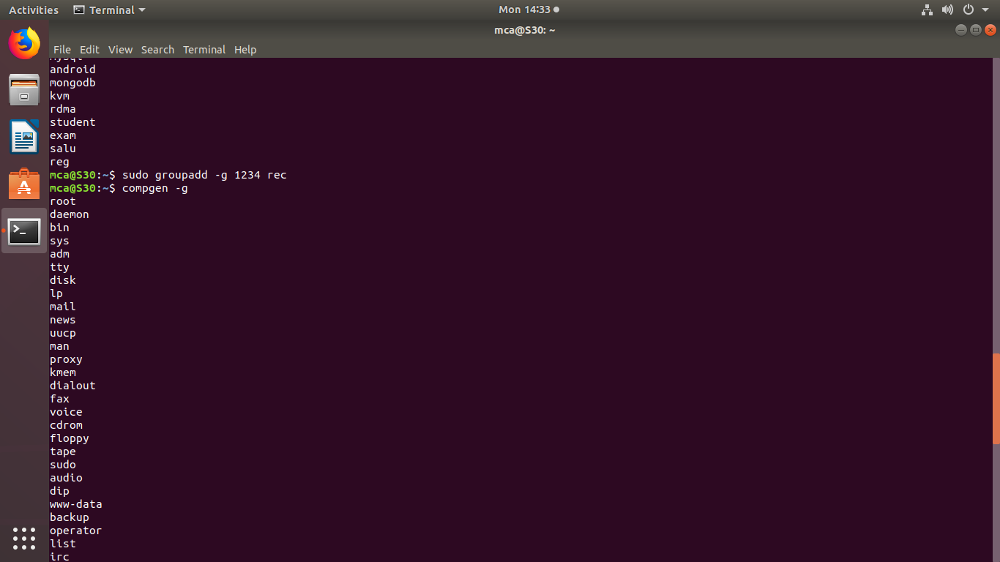 Activities Terminal Mon 14:33
mca@S30: ~
File Edit View Search Terminal Help
mysql
android
mongodb
kvm
rdma
student
exam
salu
reg
mca@S30:~$ sudo groupadd -g 1234 rec
mca@S30:~$ compgen -g
root
daemon
bin
sys
adm
tty
disk
lp
mail
news
uucp
man
proxy
kmem
dialout
fax
voice
cdrom
floppy
tape
sudo
audio
dip
www-data
backup
operator
list
irc